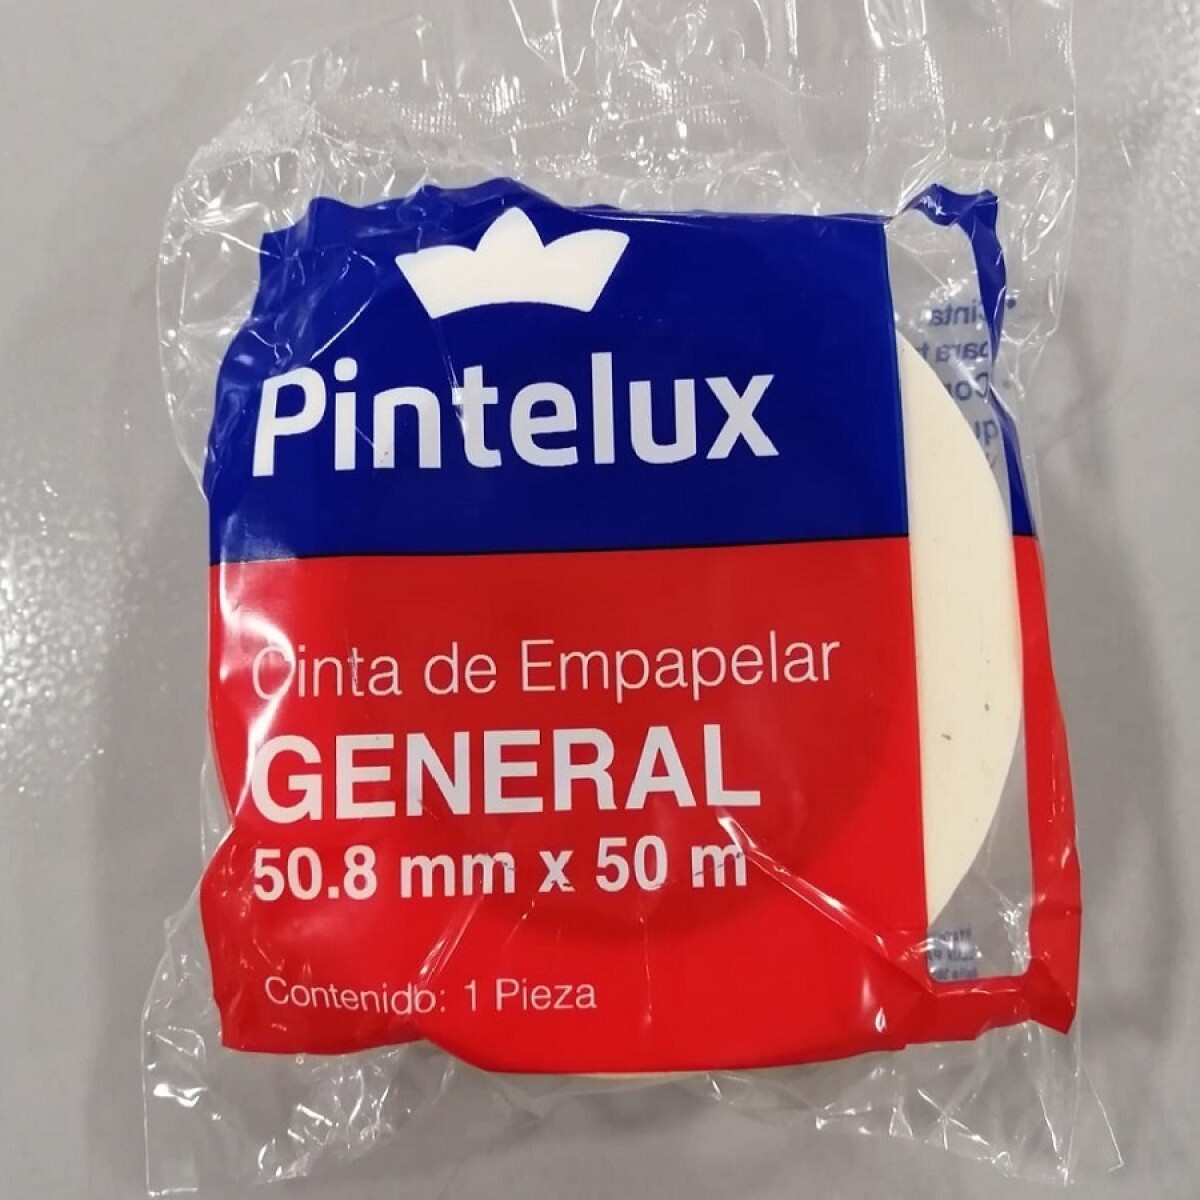 Pintelux
Cinta de Empapelar
GENERAL
50.8 mm x 50 m
Contenido: 1 Pieza